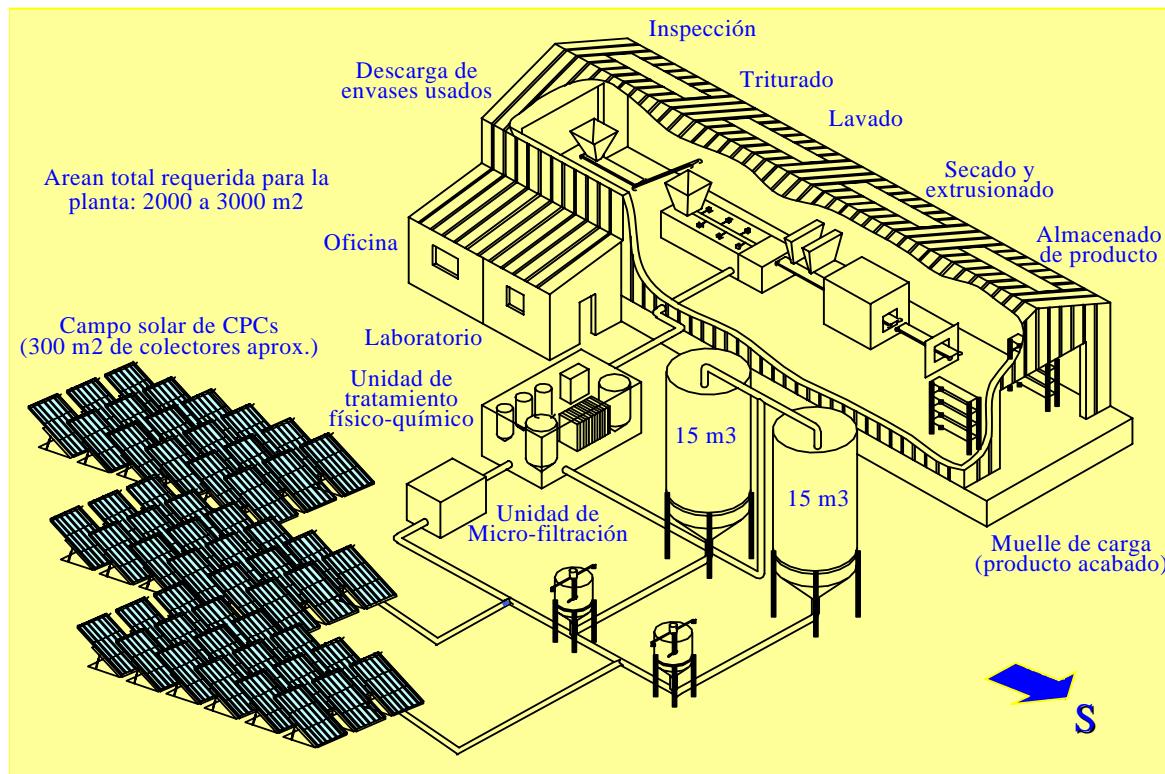 Inspección
Descarga de
envases usados
Triturado
Lavado
Secado y
extrusionado
Arean total requerida para la
planta: 2000 a 3000 m2
Oficina
Almacenado
de producto
Campo solar de CPCs
(300 m2 de colectores aprox.)
Laboratorio
Unidad de
tratamiento
físico-químico
15 m3
15 m3
Unidad de
Micro-filtración
Muelle de carga
(producto acabado)
S